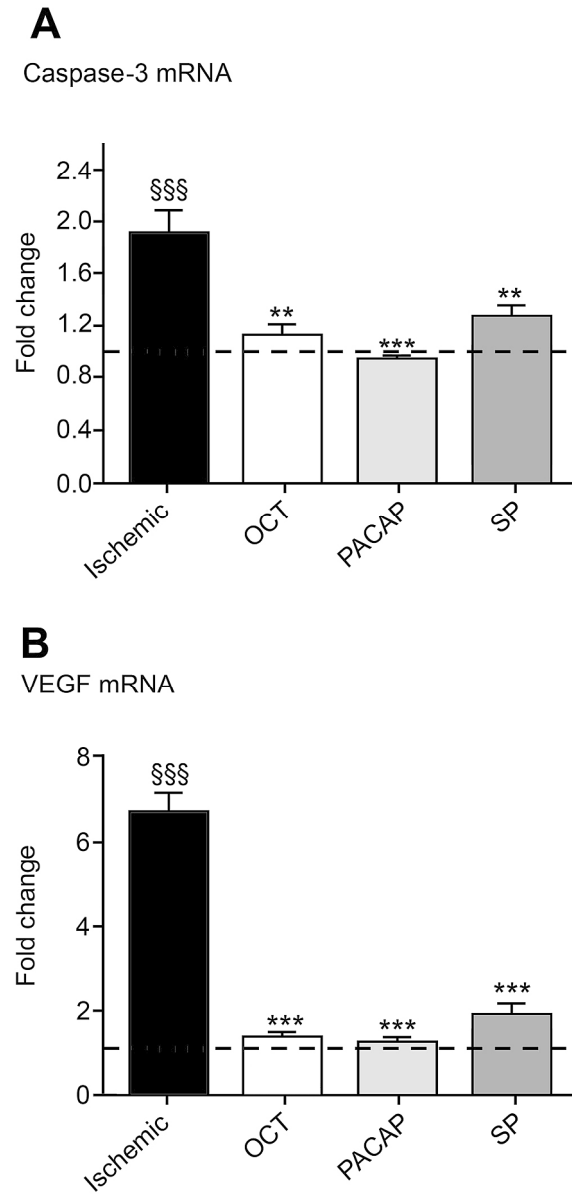 A
Caspase-3 mRNA
Fold change
2.4
2.0
1.6
1.2
0.8
0.4
0.0
§§§
**
***
**
Ischemic
OCT
PACAP
SP
B
VEGF mRNA
Fold change
8
6
4
2
0
§§§
***
***
***
Ischemic
OCT
PACAP
SP